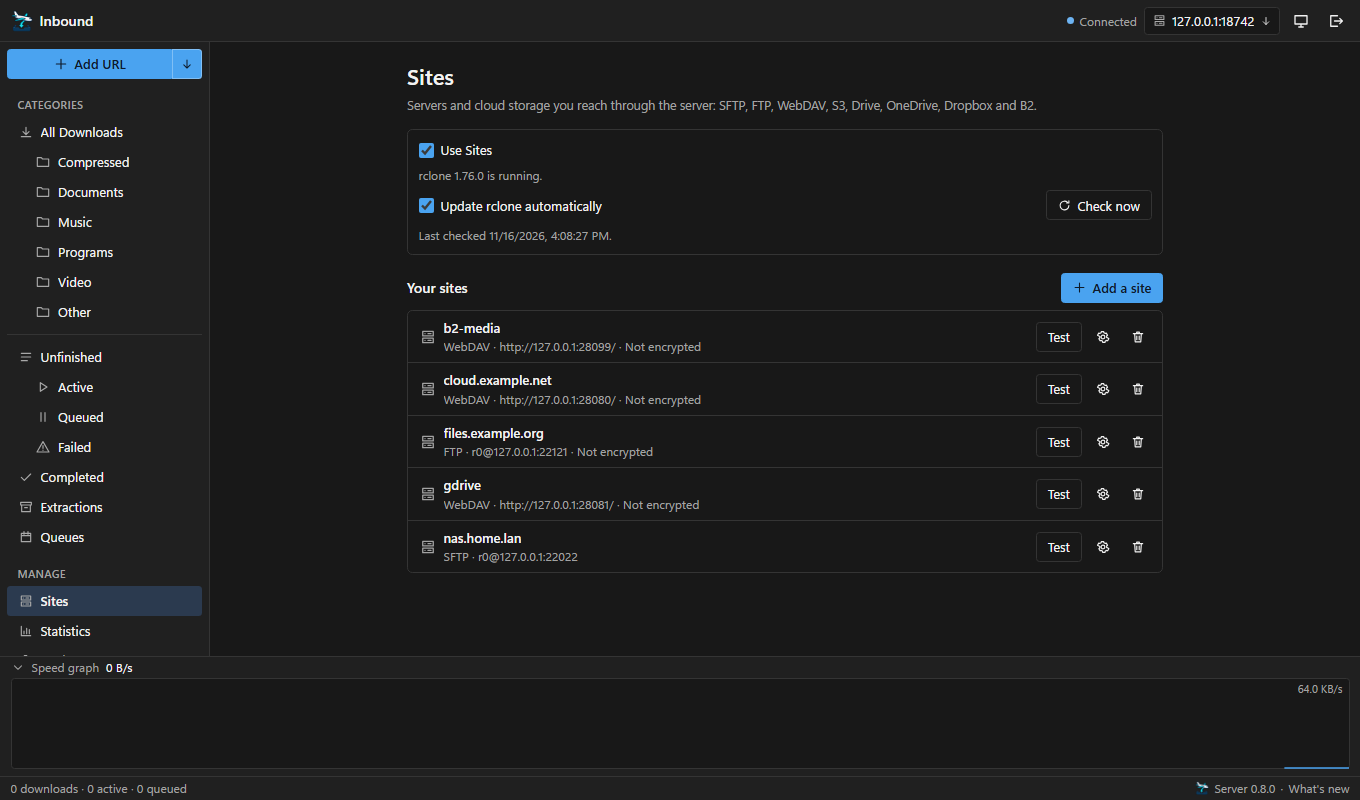 Inbound
Connected
127.0.0.1:18742
Add URL
CATEGORIES
All Downloads
Compressed
Documents
Music
Programs
Video
Other
Unfinished
Active
Queued
Failed
Completed
Extractions
Queues
MANAGE
Sites
Statistics
Sites
Servers and cloud storage you reach through the server: SFTP, FTP, WebDAV, S3, Drive, OneDrive, Dropbox and B2.
Use Sites
rclone 1.76.0 is running.
Update rclone automatically
Check now
Last checked 11/16/2026, 4:08:27 PM.
Your sites
Add a site
b2-media
WebDAV · http://127.0.0.1:28099/ · Not encrypted
Test
cloud.example.net
WebDAV · http://127.0.0.1:28080/ · Not encrypted
Test
files.example.org
FTP · r0@127.0.0.1:22121 · Not encrypted
Test
gdrive
WebDAV · http://127.0.0.1:28081/ · Not encrypted
Test
nas.home.lan
SFTP · r0@127.0.0.1:22022
Test
Speed graph 0 B/s
64.0 KB/s
0 downloads · 0 active · 0 queued
Server 0.8.0 · What's new